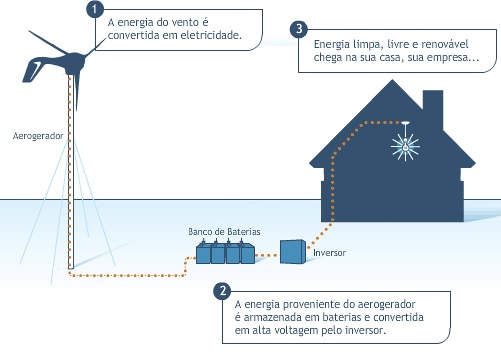 1
A energia do vento é
convertida em eletricidade.
3
Energia limpa, livre e renovável
chega na sua casa, sua empresa...
Aerogerador
Banco de Baterias
Inversor
2
A energia proveniente do aerogerador
é armazenada em baterias e convertida
em alta voltagem pelo inversor.